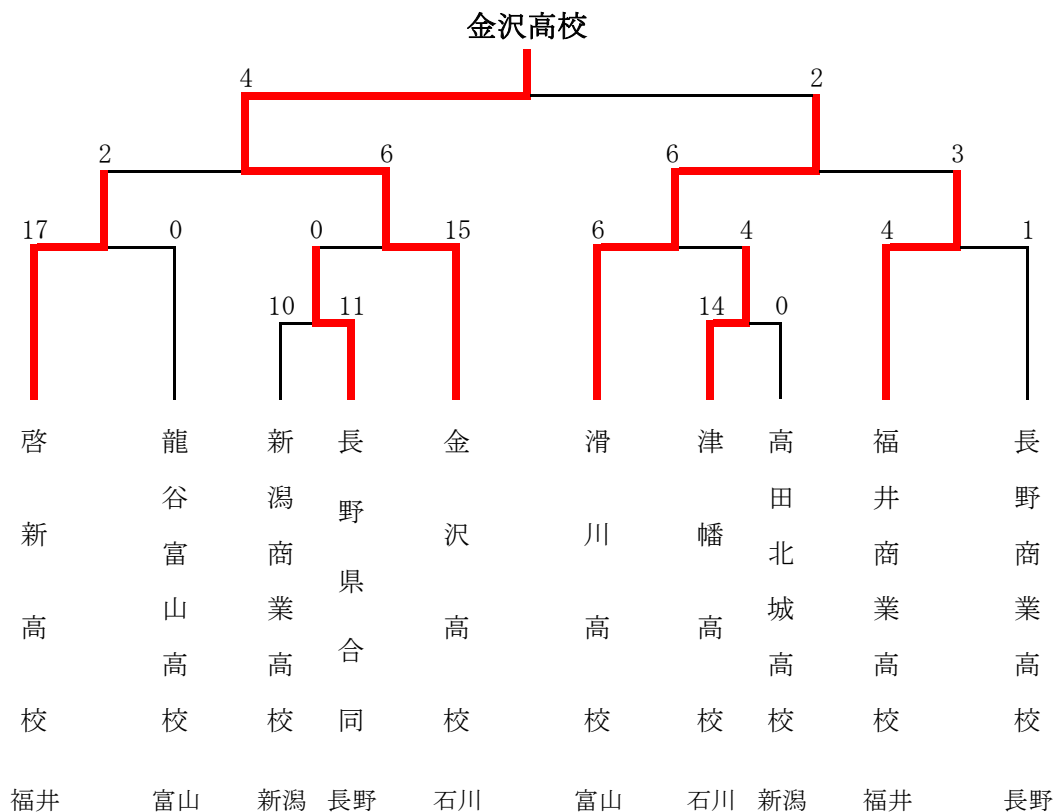 金沢高校
4 2
2 6 6 3
17 0 0 15 6 4 4 1
10 11 14 0
啓新高校
龍谷富山高校
新潟商業高校
長野県合同
金沢高校
滑川高校
津幡高校
高田北城高校
福井商業高校
長野商業高校
福井 富山 新潟 長野 石川 富山 石川 新潟 福井 長野